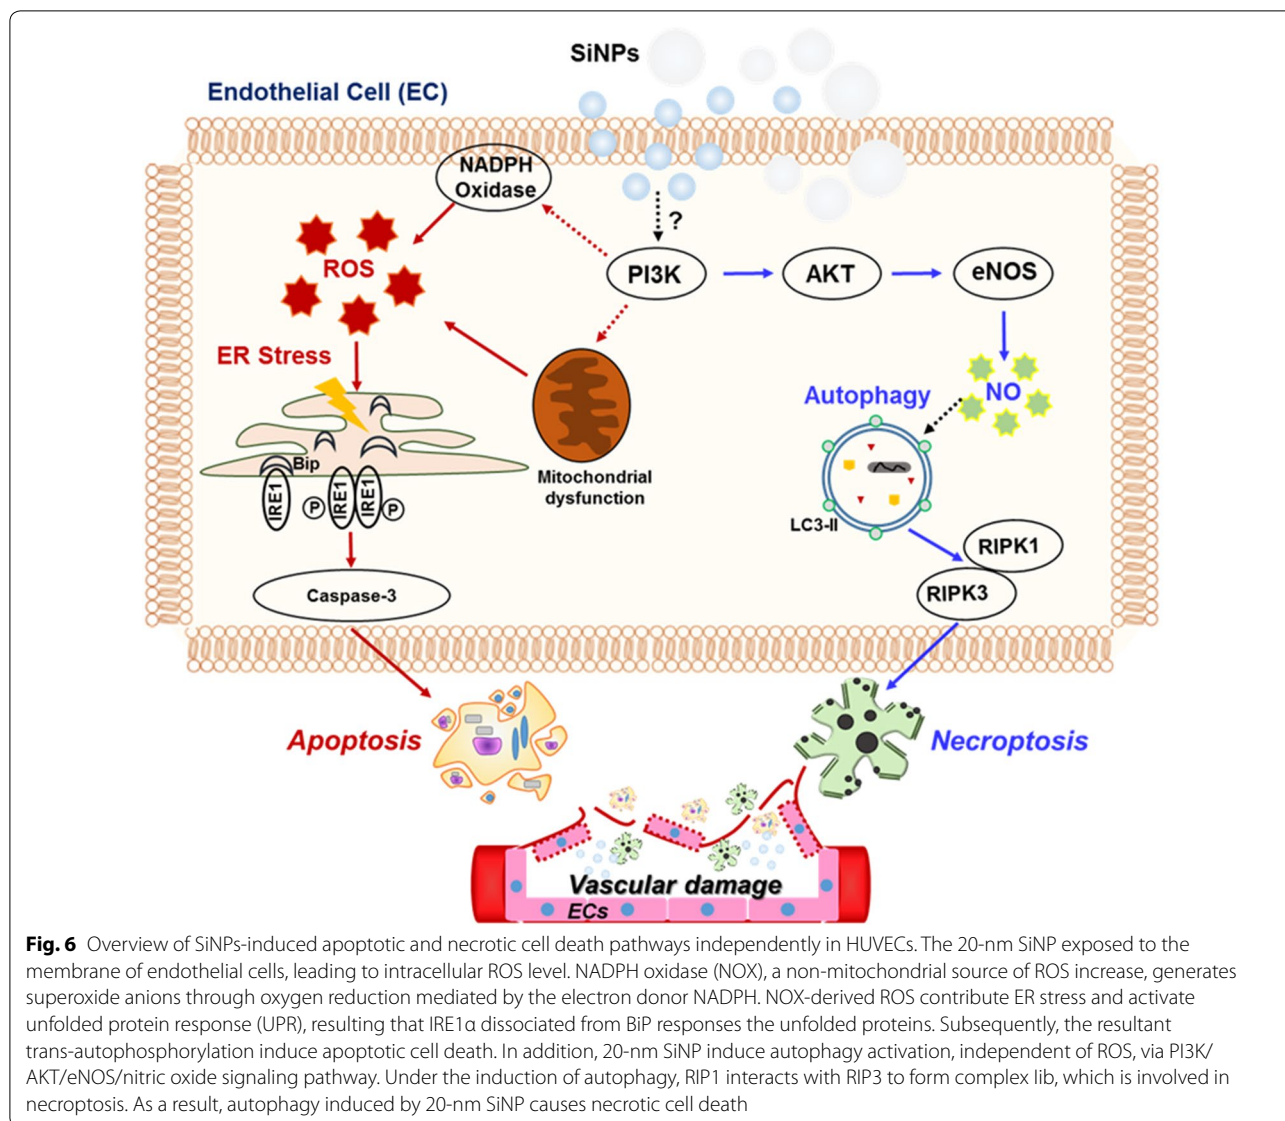 SiNPs
Endothelial Cell (EC)
NADPH
Oxidase
?
ROS
PI3K
AKT
eNOS
ER Stress
NO
Autophagy
Bip
Mitochondrial
dysfunction
IRE1
P
IRE1
IRE1
P
LC3-II
RIPK1
RIPK3
Caspase-3
Apoptosis
Necroptosis
Vascular damage
ECs
Fig. 6 Overview of SiNPs-induced apoptotic and necrotic cell death pathways independently in HUVECs. The 20-nm SiNP exposed to the
membrane of endothelial cells, leading to intracellular ROS level. NADPH oxidase (NOX), a non-mitochondrial source of ROS increase, generates
superoxide anions through oxygen reduction mediated by the electron donor NADPH. NOX-derived ROS contribute ER stress and activate
unfolded protein response (UPR), resulting that IRE1α dissociated from BiP responses the unfolded proteins. Subsequently, the resultant
trans-autophosphorylation induce apoptotic cell death. In addition, 20-nm SiNP induce autophagy activation, independent of ROS, via PI3K/
AKT/eNOS/nitric oxide signaling pathway. Under the induction of autophagy, RIP1 interacts with RIP3 to form complex Iib, which is involved in
necroptosis. As a result, autophagy induced by 20-nm SiNP causes necrotic cell death